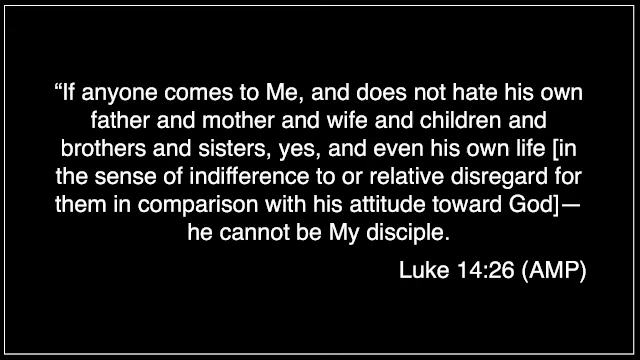 “If anyone comes to Me, and does not hate his own
father and mother and wife and children and
brothers and sisters, yes, and even his own life [in
the sense of indifference to or relative disregard for
them in comparison with his attitude toward God]—
he cannot be My disciple.
Luke 14:26 (AMP)